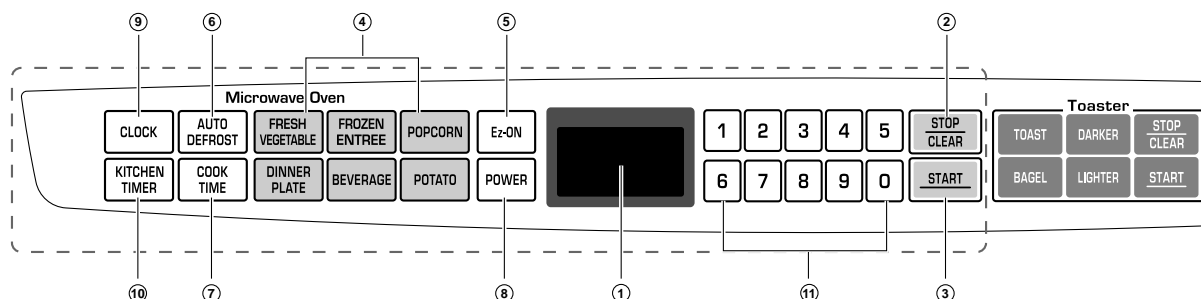 ⑨ ⑥ ④ ⑤ ②
Microwave Oven
Toaster
CLOCK
AUTO
DEFROST
FRESH
VEGETABLE
FROZEN
ENTREE
POPCORN
Ez-ON
1 2 3 4 5
STOP
CLEAR
TOAST
DARKER
STOP
CLEAR
KITCHEN
TIMER
COOK
TIME
DINNER
PLATE
BEVERAGE
POTATO
POWER
6 7 8 9 0
START
BAGEL
LIGHTER
START
⑩ ⑦ ⑧ ① ⑪ ③